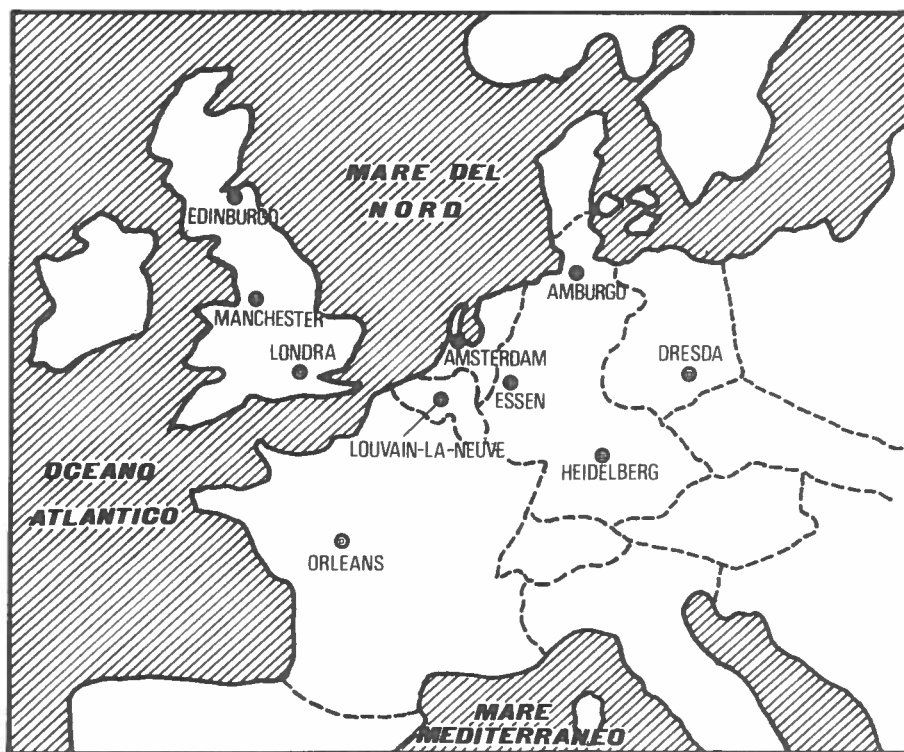 MARE DEL
NORD
EDINBURGO
AMBURGO
MANCHESTER
LONDRA
AMSTERDAM
DRESDA
ESSEN
LOUVAIN-LA-NEUVE
HEIDELBERG
OCEANO
ATLANTICO
ORLEANS
MARE
MEDITERRANEO